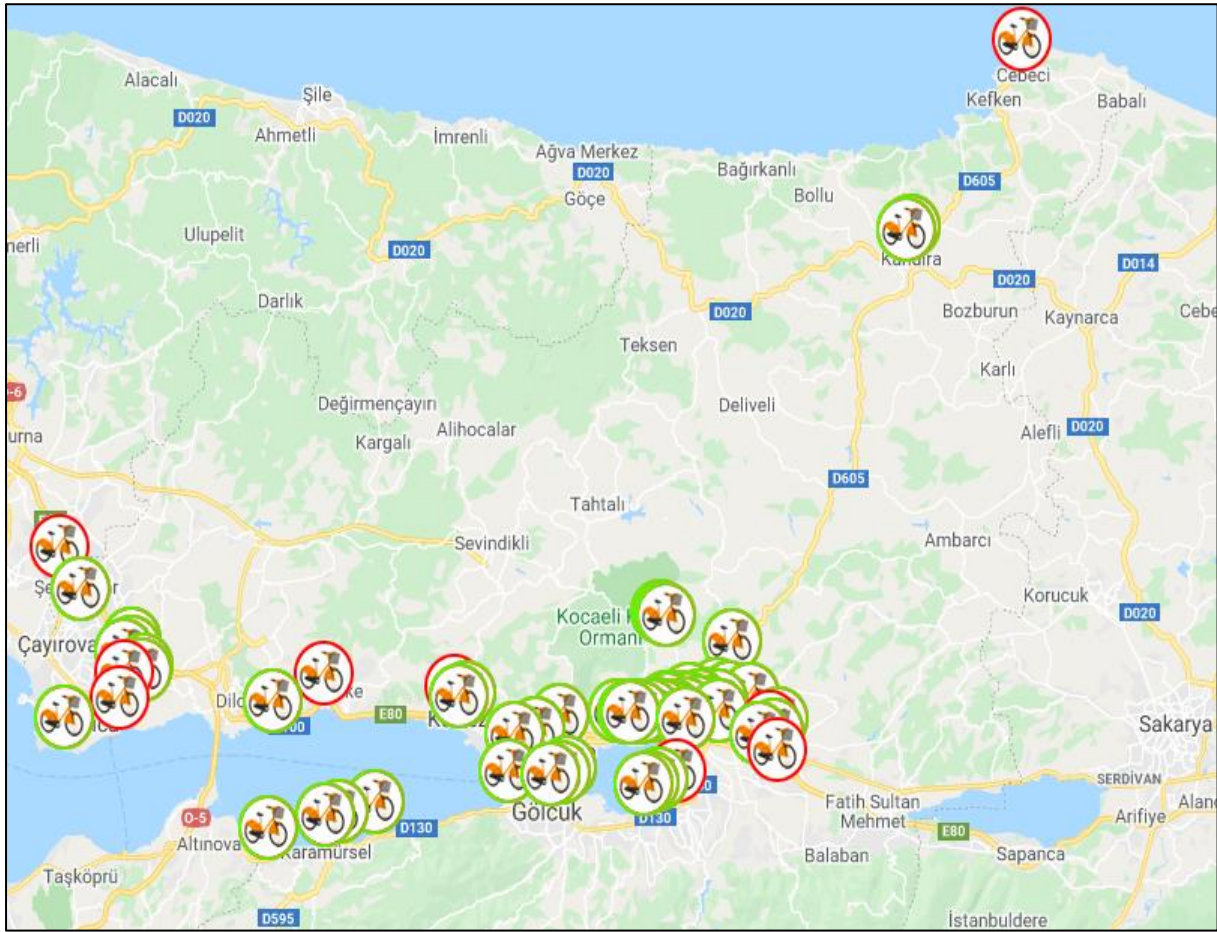 Cebeci
Alacalı
Kefken
Babalı
Şile
D020
Ahmetli
İmrenli
Ağva Merkez
D020
Bağırkanlı
D605
Göçe
Bollu
Ulupelit
D020
Kandıra
D014
D020
Darlık
D020
Bozburun
Kaynarca
Teksen
Karlı
Değirmençayırı
Deliveli
Kargalı
Alihocalar
Alefli
D020
D605
Tahtalı
Sevindikli
Ambarcı
Korucuk
Kocaeli
Ormanı
D020
Çayırova
E80
Sakarya
SERDİVAN
Gölcük
Fatih Sultan
Mehmet
Arifiye
O-5
D130
D130
E80
Altınova
Karamürsel
Balaban
Sapanca
Taşköprü
D595
İstanbuldere